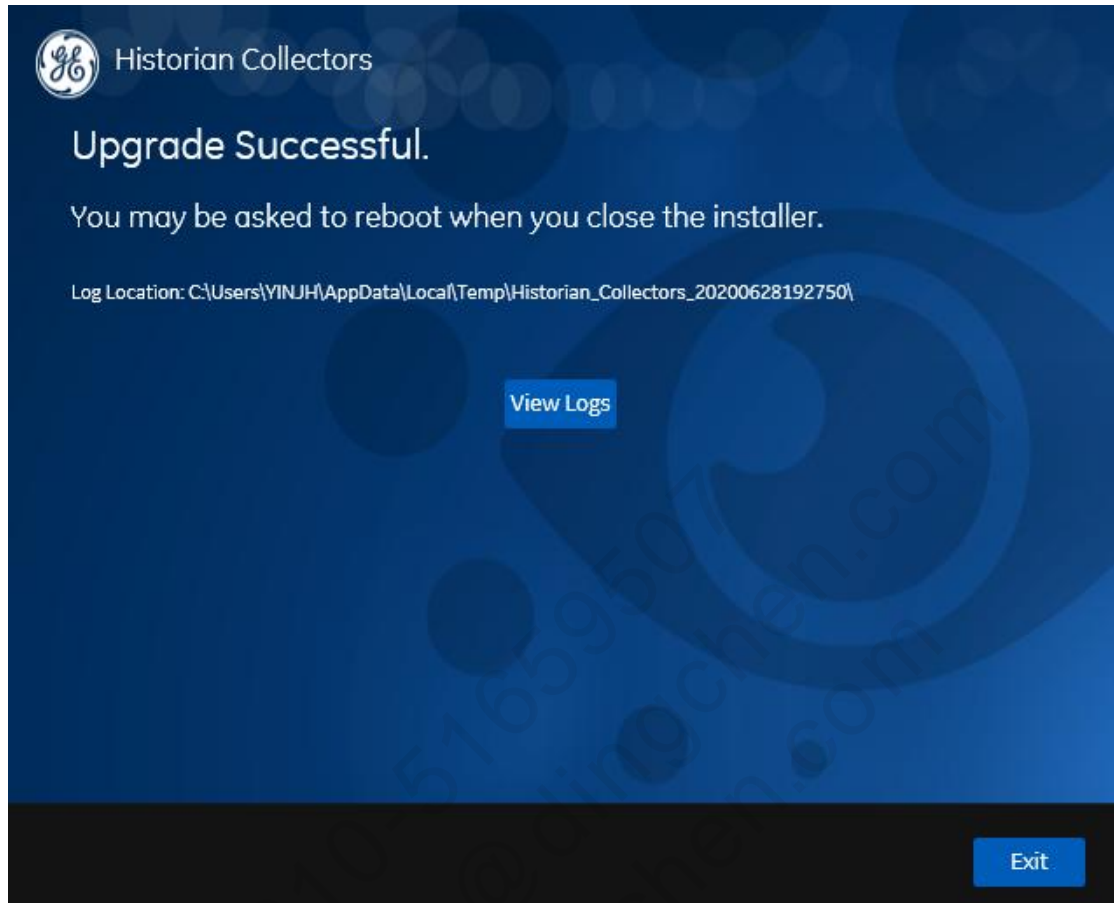 Historian Collectors
Upgrade Successful.
You may be asked to reboot when you close the installer.
Log Location: C:\Users\YINJH\AppData\Local\Temp\Historian_Collectors_20200628192750\
View Logs
Exit